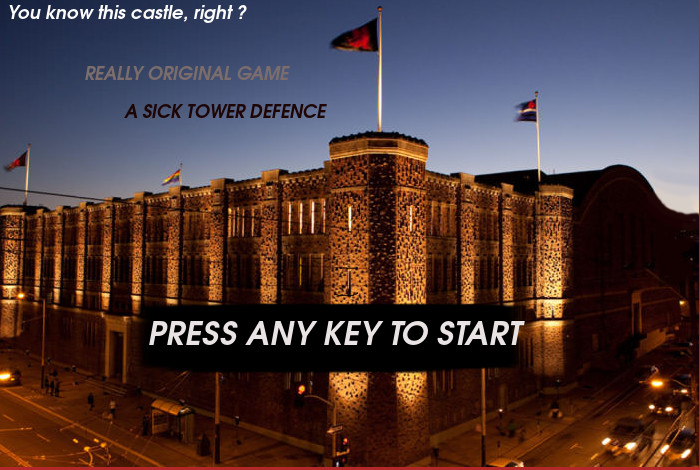 You know this castle, right ?
REALLY ORIGINAL GAME
A SICK TOWER DEFENCE
PRESS ANY KEY TO START